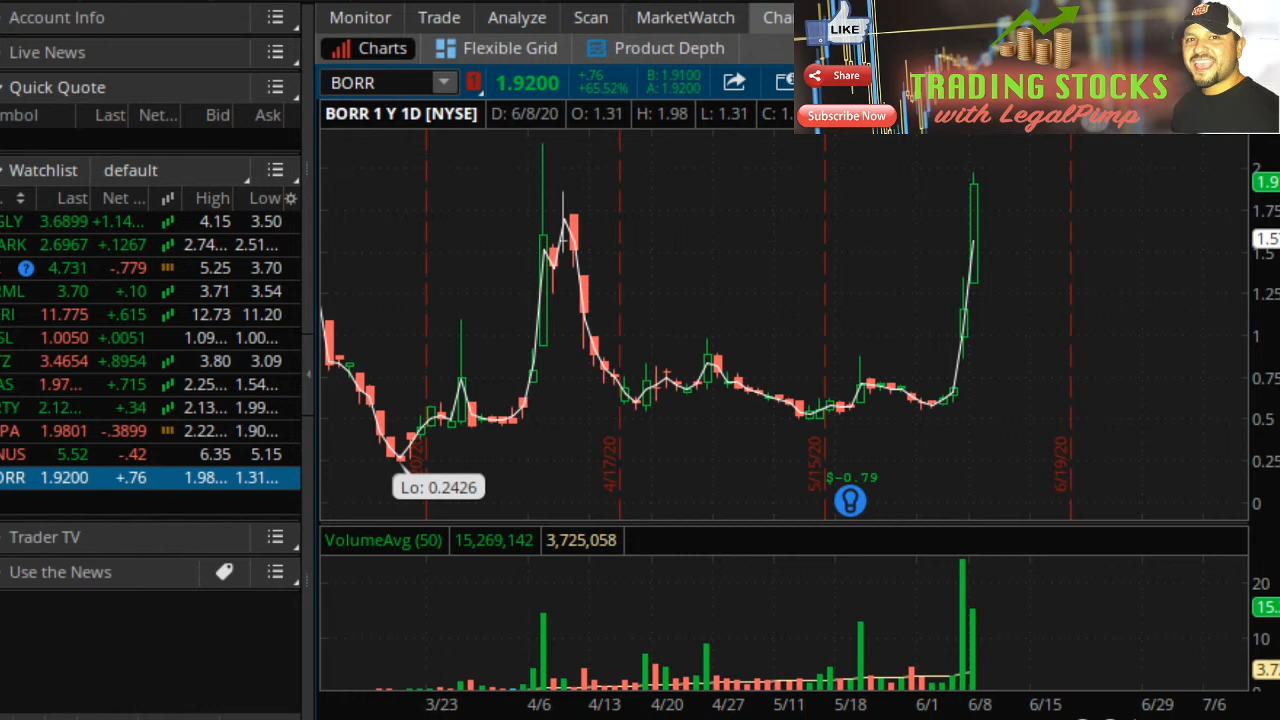 Account Info
Live News
Quick Quote
mbol Last Net... Bid Ask
Watchlist default
Last Net ... High Low
GLY 3.6899 +1.14... 4.15 3.50
ARK 2.6967 +.1267 2.74... 2.51...
4.731 -.779 5.25 3.70
RML 3.70 +.10 3.71 3.54
RI 11.775 +.615 12.73 11.20
SL 1.0050 +.0051 1.09... 1.00...
TZ 3.4654 +.8954 3.80 3.09
AS 1.97... +.715 2.25... 1.54...
RTY 2.12... +.34 2.13... 1.99...
PA 1.9801 -.3899 2.22... 1.90...
NUS 5.52 -.42 6.35 5.15
ORR 1.9200 +.76 1.98... 1.31...
Trader TV
Use the News
Monitor Trade Analyze Scan MarketWatch Cha
Charts Flexible Grid Product Depth
BORR 1 1.9200 +.76 +65.52% B: 1.9100 A: 1.9200
BORR 1 Y 1D [NYSE] D: 6/8/20 O: 1.31 H: 1.98 L: 1.31 C: 1.
LIKE
Share
Subscribe Now
TRADING STOCKS
with LegalPimp
2
1.9
1.75
1.5
1.5
1.25
1
0.75
0.5
0.25
0
4/17/20
5/15/20
6/19/20
Lo: 0.2426
$-0.79
VolumeAvg (50) 15,269,142 3,725,058
20
15.
10
3.7
3/23 4/6 4/13 4/20 4/27 5/11 5/18 6/1 6/8 6/15 6/29 7/6